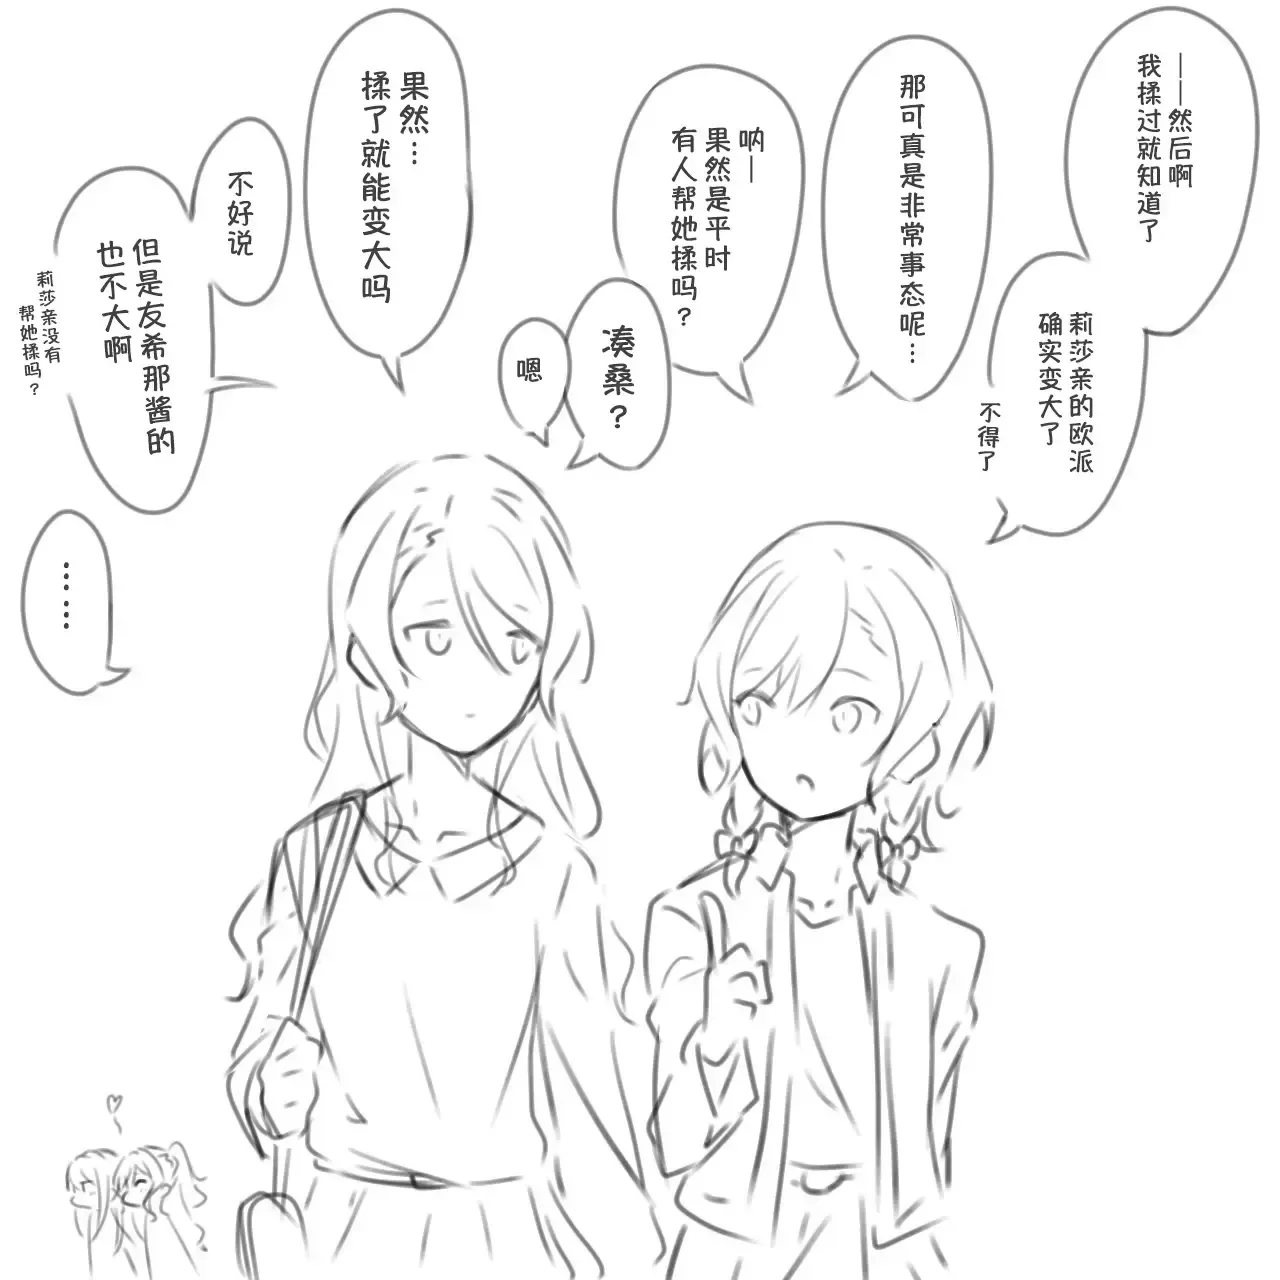 ——然后啊
我揉过就知道了
莉莎亲的欧派
确实变大了
不得了
那可真是非常事态呢…
呐—
果然是平时
有人帮她揉吗？
凑桑？
嗯
果然…
揉了就能变大吗
不好说
但是友希那酱的
也不大啊
莉莎亲没有
帮她揉吗？
……